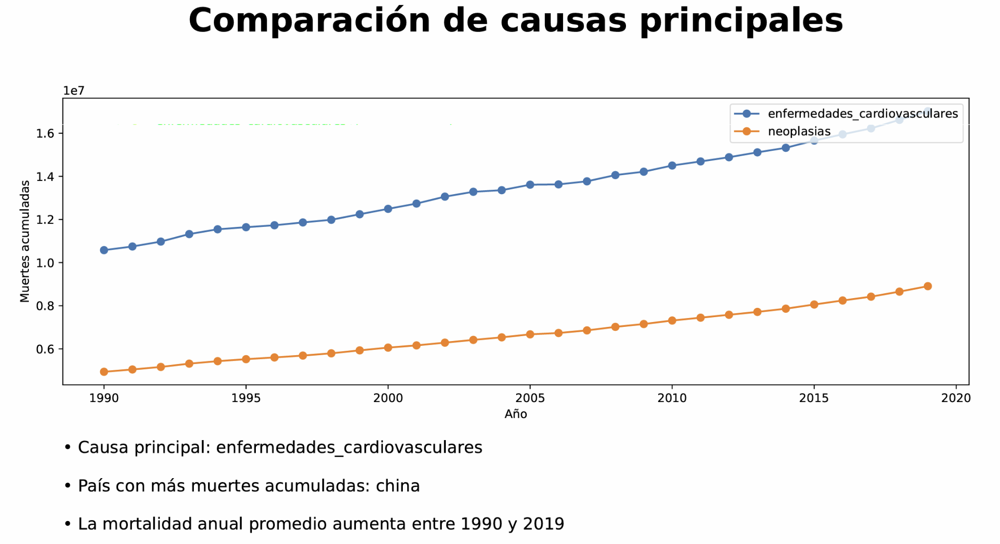 Comparación de causas principales
1e7
enfermedades_cardiovasculares
neoplasias
1.6
1.4
1.2
1.0
0.8
0.6
Muertes acumuladas
1990 1995 2000 2005 2010 2015 2020
Año
• Causa principal: enfermedades_cardiovasculares
• País con más muertes acumuladas: china
• La mortalidad anual promedio aumenta entre 1990 y 2019